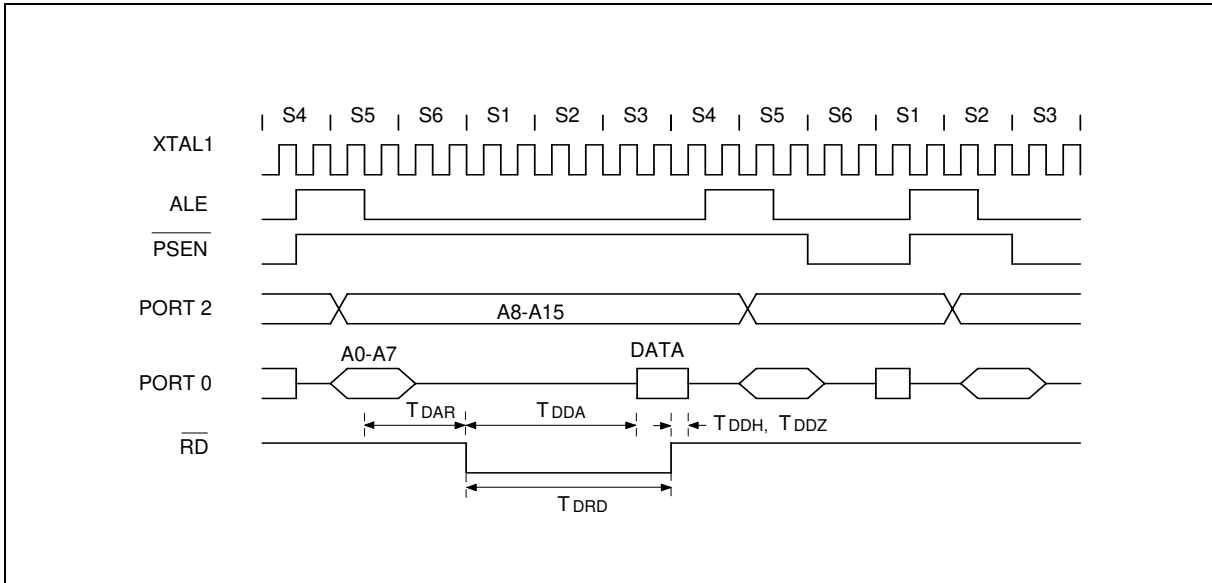 S4 S5 S6 S1 S2 S3 S4 S5 S6 S1 S2 S3
XTAL1
ALE
PSEN
PORT 2
A8-A15
A0-A7
DATA
PORT 0
TDAR
TDDA
TDDH, TDDZ
RD
TDRD